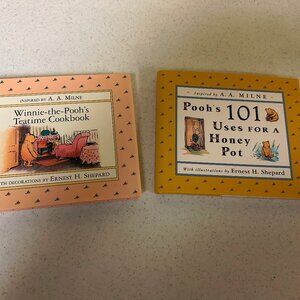 INSPIRED BY A. A. MILNE
Winnie-the-Pooh's
Teatime Cookbook
WITH DECORATIONS BY ERNEST H. SHEPARD
Inspired by A. A. MILNE
Pooh's 101
USES FOR A
Honey
Pot
With illustrations by Ernest H. Shepard